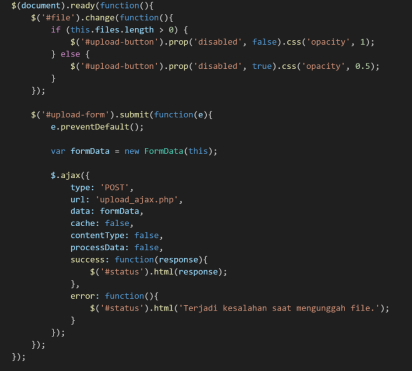 $(document).ready(function(){
    $('#file').change(function(){
        if (this.files.length > 0) {
            $('#upload-button').prop('disabled', false).css('opacity', 1);
        } else {
            $('#upload-button').prop('disabled', true).css('opacity', 0.5);
        }
    });

    $('#upload-form').submit(function(e){
        e.preventDefault();

        var formData = new FormData(this);

        $.ajax({
            type: 'POST',
            url: 'upload_ajax.php',
            data: formData,
            cache: false,
            contentType: false,
            processData: false,
            success: function(response){
                $('#status').html(response);
            },
            error: function(){
                $('#status').html('Terjadi kesalahan saat mengunggah file.');
            }
        });
    });
});